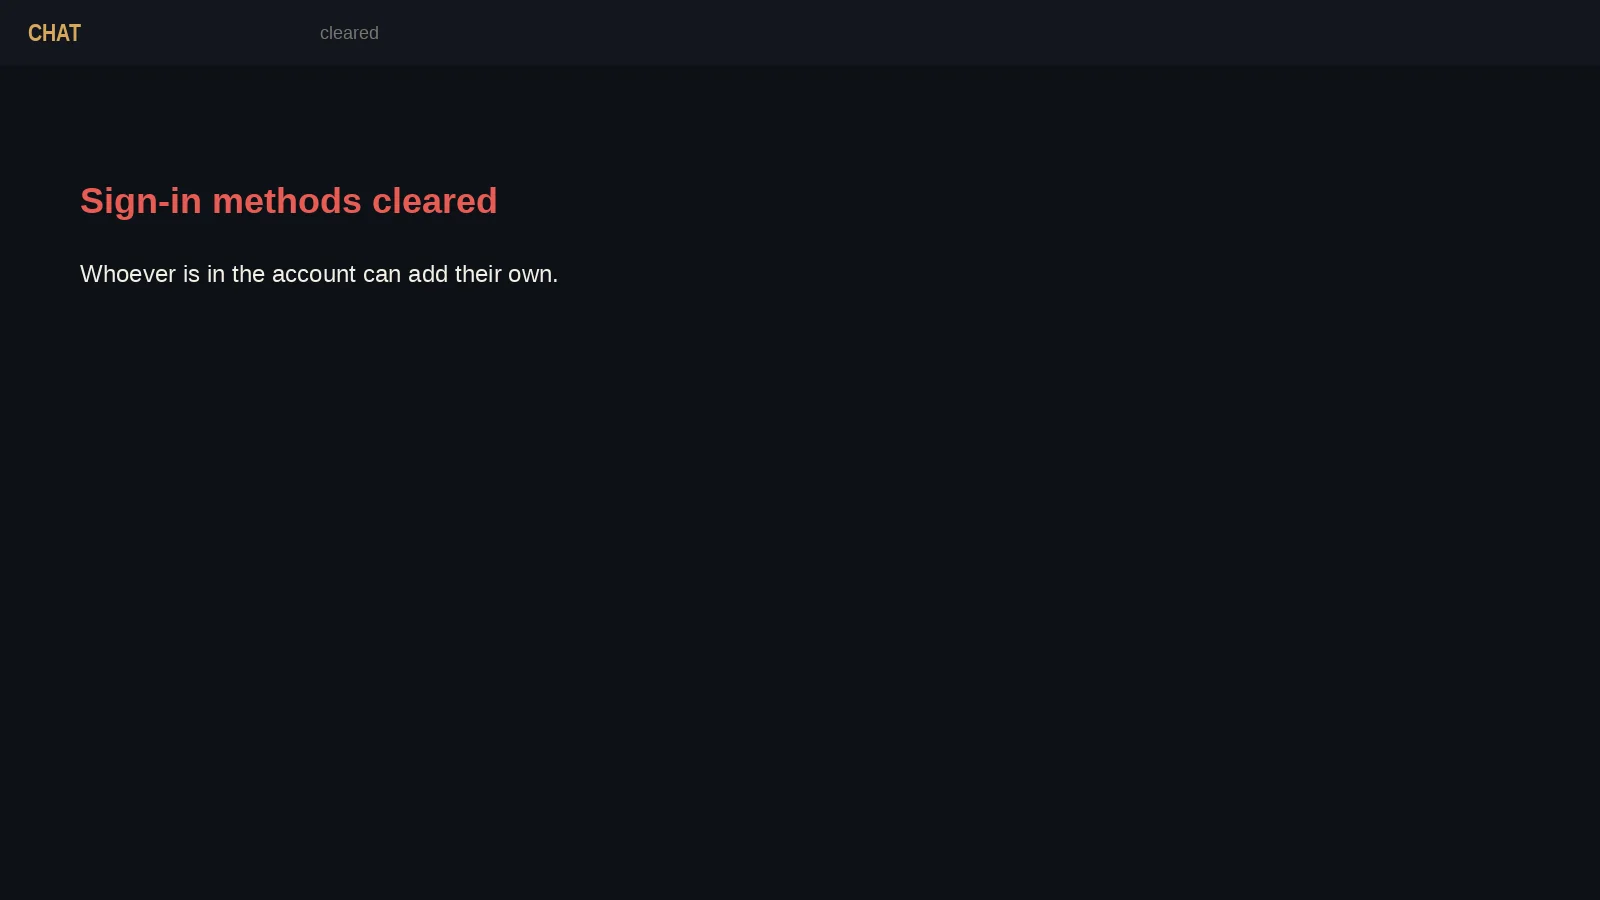 CHAT
cleared
Sign-in methods cleared
Whoever is in the account can add their own.